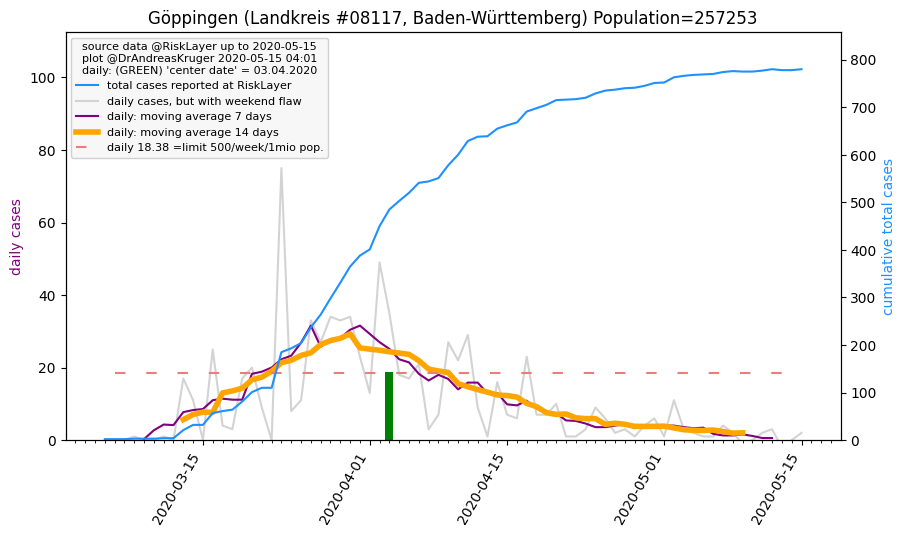 Göppingen (Landkreis #08117, Baden-Württemberg) Population=257253
source data @RiskLayer up to 2020-05-15
plot @DrAndreasKruger 2020-05-15 04:01
daily: (GREEN) 'center date' = 03.04.2020
total cases reported at RiskLayer
daily cases, but with weekend flaw
daily: moving average 7 days
daily: moving average 14 days
daily 18.38 =limit 500/week/1mio pop.
daily cases
100
80
60
40
20
0
cumulative total cases
800
700
600
500
400
300
200
100
0
2020-03-15
2020-04-01
2020-04-15
2020-05-01
2020-05-15